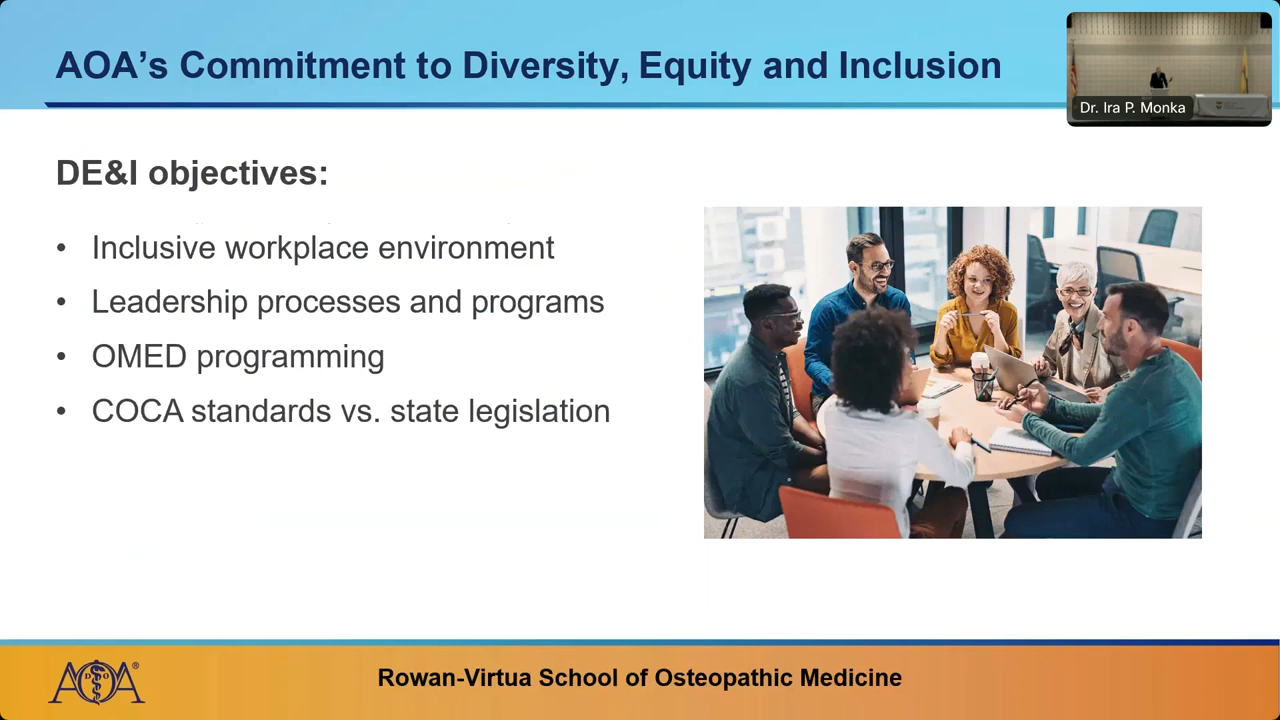 AOA's Commitment to Diversity, Equity and Inclusion
Dr. Ira P. Monka
DE&I objectives:
• Inclusive workplace environment
• Leadership processes and programs
• OMED programming
• COCA standards vs. state legislation
AOA®
DO
Rowan-Virtua School of Osteopathic Medicine